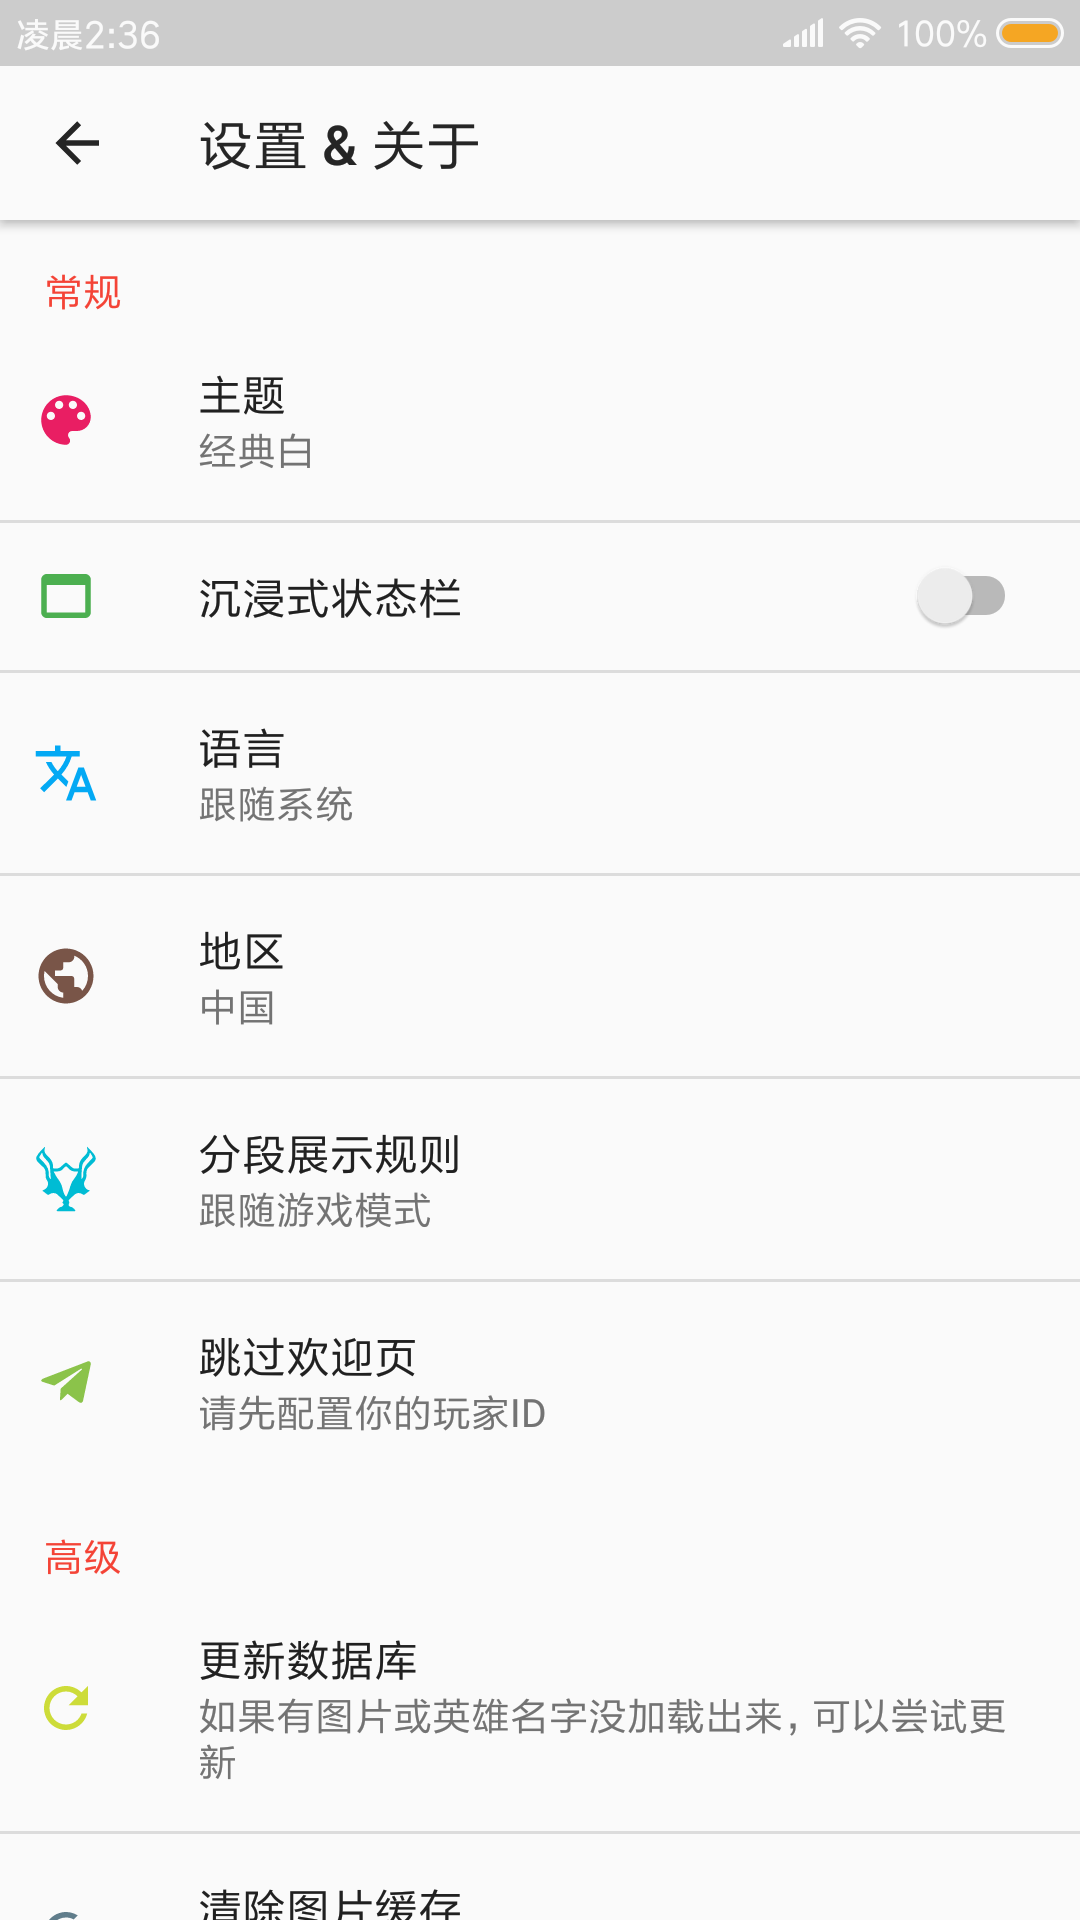 凌晨2:36
100%
设置 & 关于
常规
主题
经典白
沉浸式状态栏
语言
跟随系统
地区
中国
分段展示规则
跟随游戏模式
跳过欢迎页
请先配置你的玩家ID
高级
更新数据库
如果有图片或英雄名字没加载出来，可以尝试更
新
清除图片缓存